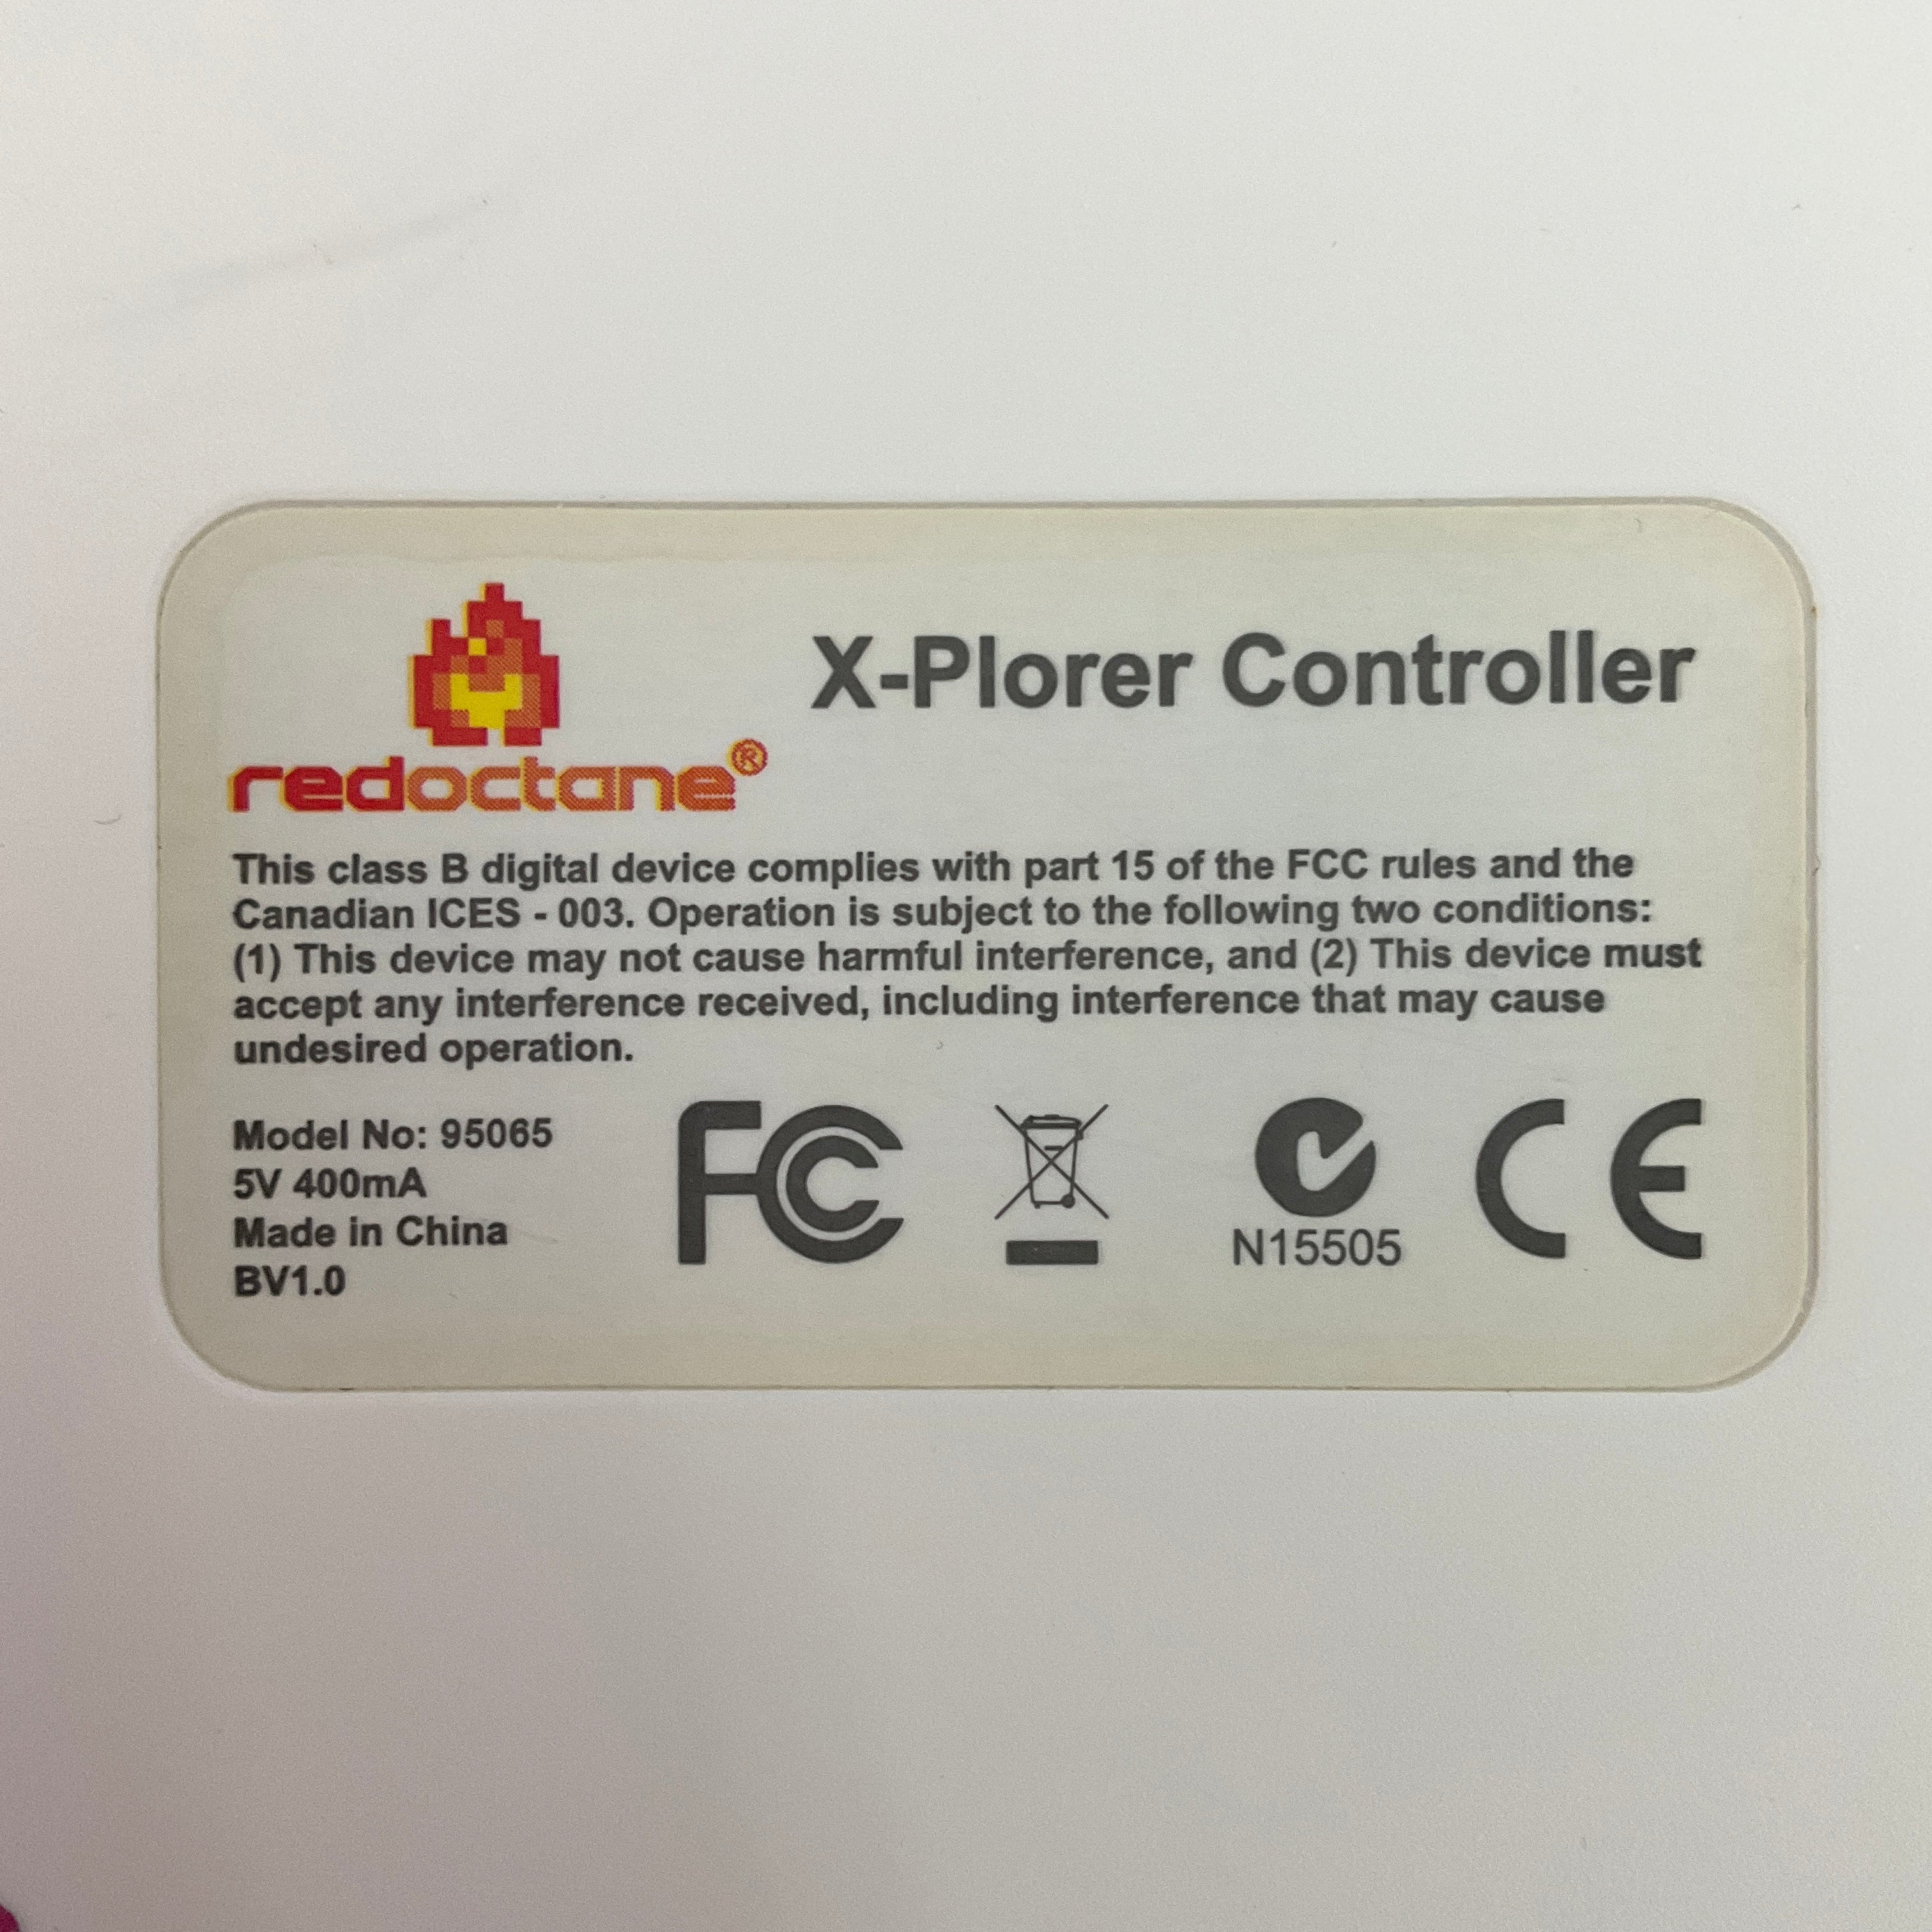 redoctane®
X-Plorer Controller
This class B digital device complies with part 15 of the FCC rules and the
Canadian ICES - 003. Operation is subject to the following two conditions:
(1) This device may not cause harmful interference, and (2) This device must
accept any interference received, including interference that may cause
undesired operation.
Model No: 95065
5V 400mA
Made in China
BV1.0
FC
N15505
CE